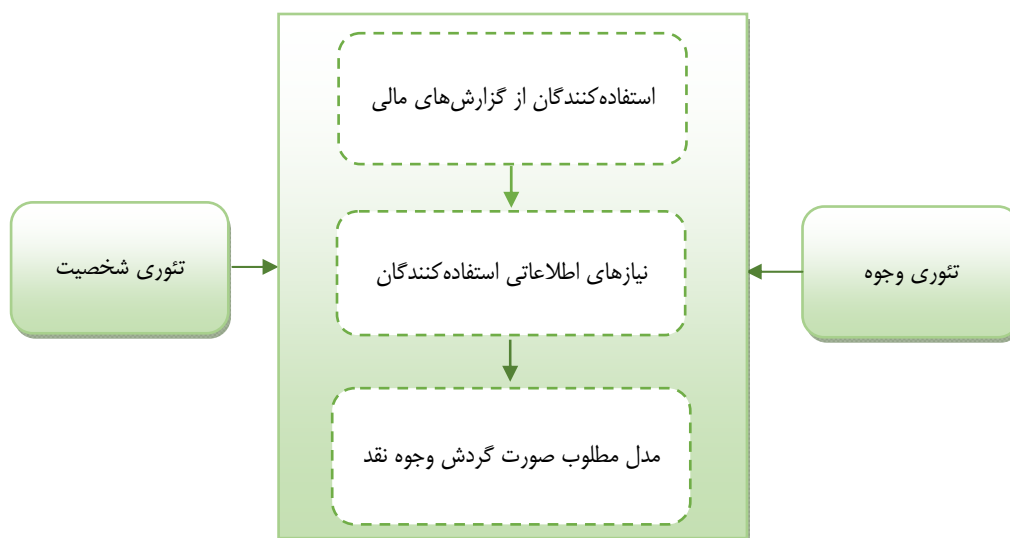 استفاده‌کنندگان از گزارش‌های مالی
تئوری وجوه
نیازهای اطلاعاتی استفاده‌کنندگان
تئوری شخصیت
مدل مطلوب صورت گردش وجوه نقد